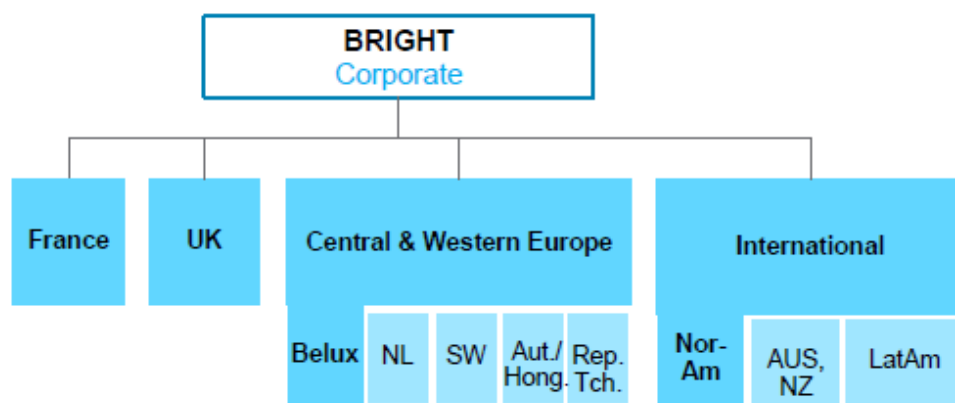 BRIGHT
Corporate
France
UK
Central & Western Europe
International
Belux
NL
SW
Aut./
Hong.
Rep.
Tch.
Nor-
Am
AUS,
NZ
LatAm